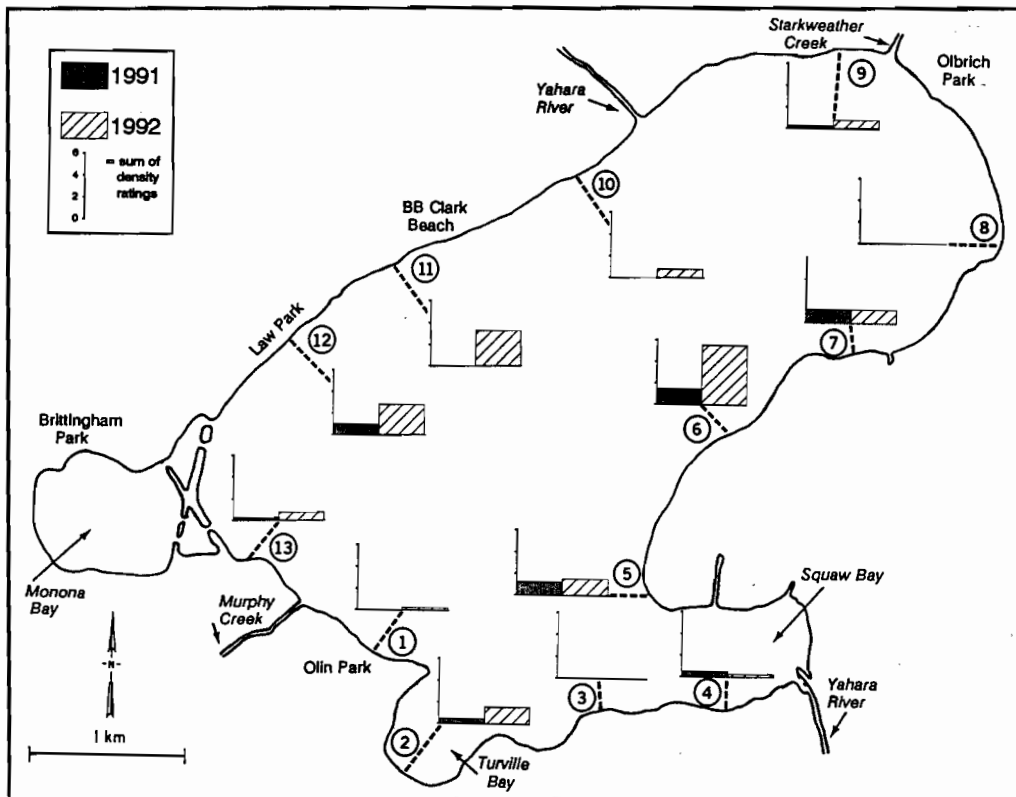 1991
1992
6
4
2
0
= sum of
density
ratings
Starkweather
Creek
Olbrich
Park
9
Yahara
River
10
8
BB Clark
Beach
11
7
Law Park
12
6
Brittingham
Park
13
5
Squaw Bay
Monona
Bay
Murphy
Creek
1
-N-
Olin Park
3
4
Yahara
River
1 km
2
Turville
Bay